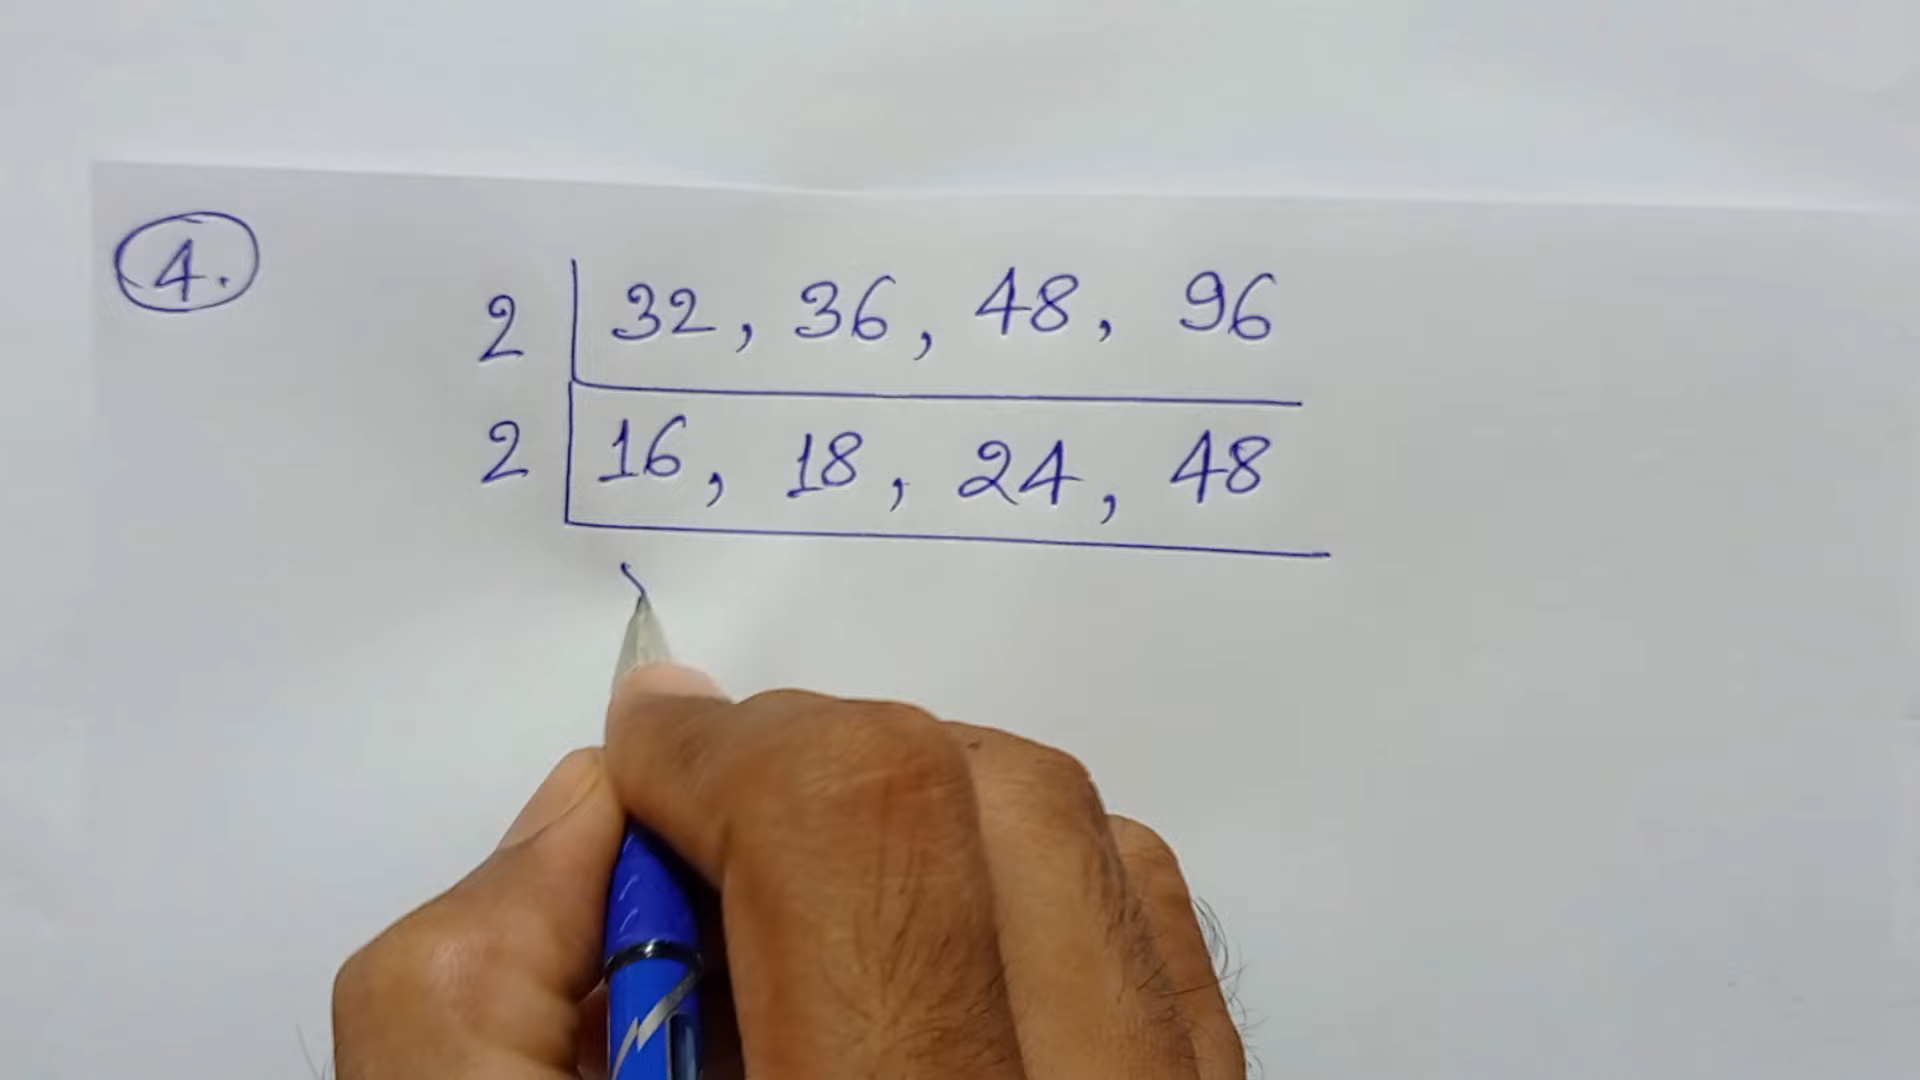 4.
2 | 32, 36, 48, 96
2 | 16, 18, 24, 48